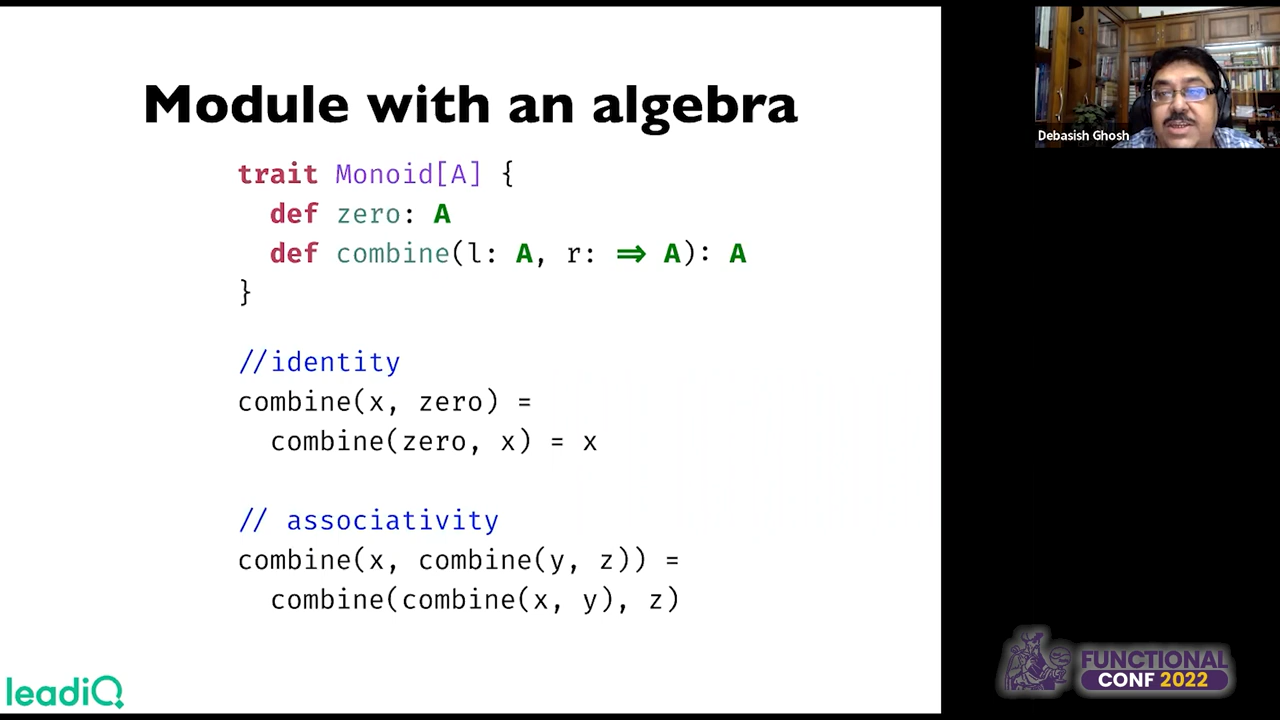 Module with an algebra
trait Monoid[A] {
def zero: A
def combine(l: A, r: => A): A
}
//identity
combine(x, zero) =
combine(zero, x) = x
// associativity
combine(x, combine(y, z)) =
combine(combine(x, y), z)
leadiQ
Debasish Ghosh
FUNCTIONAL
CONF 2022